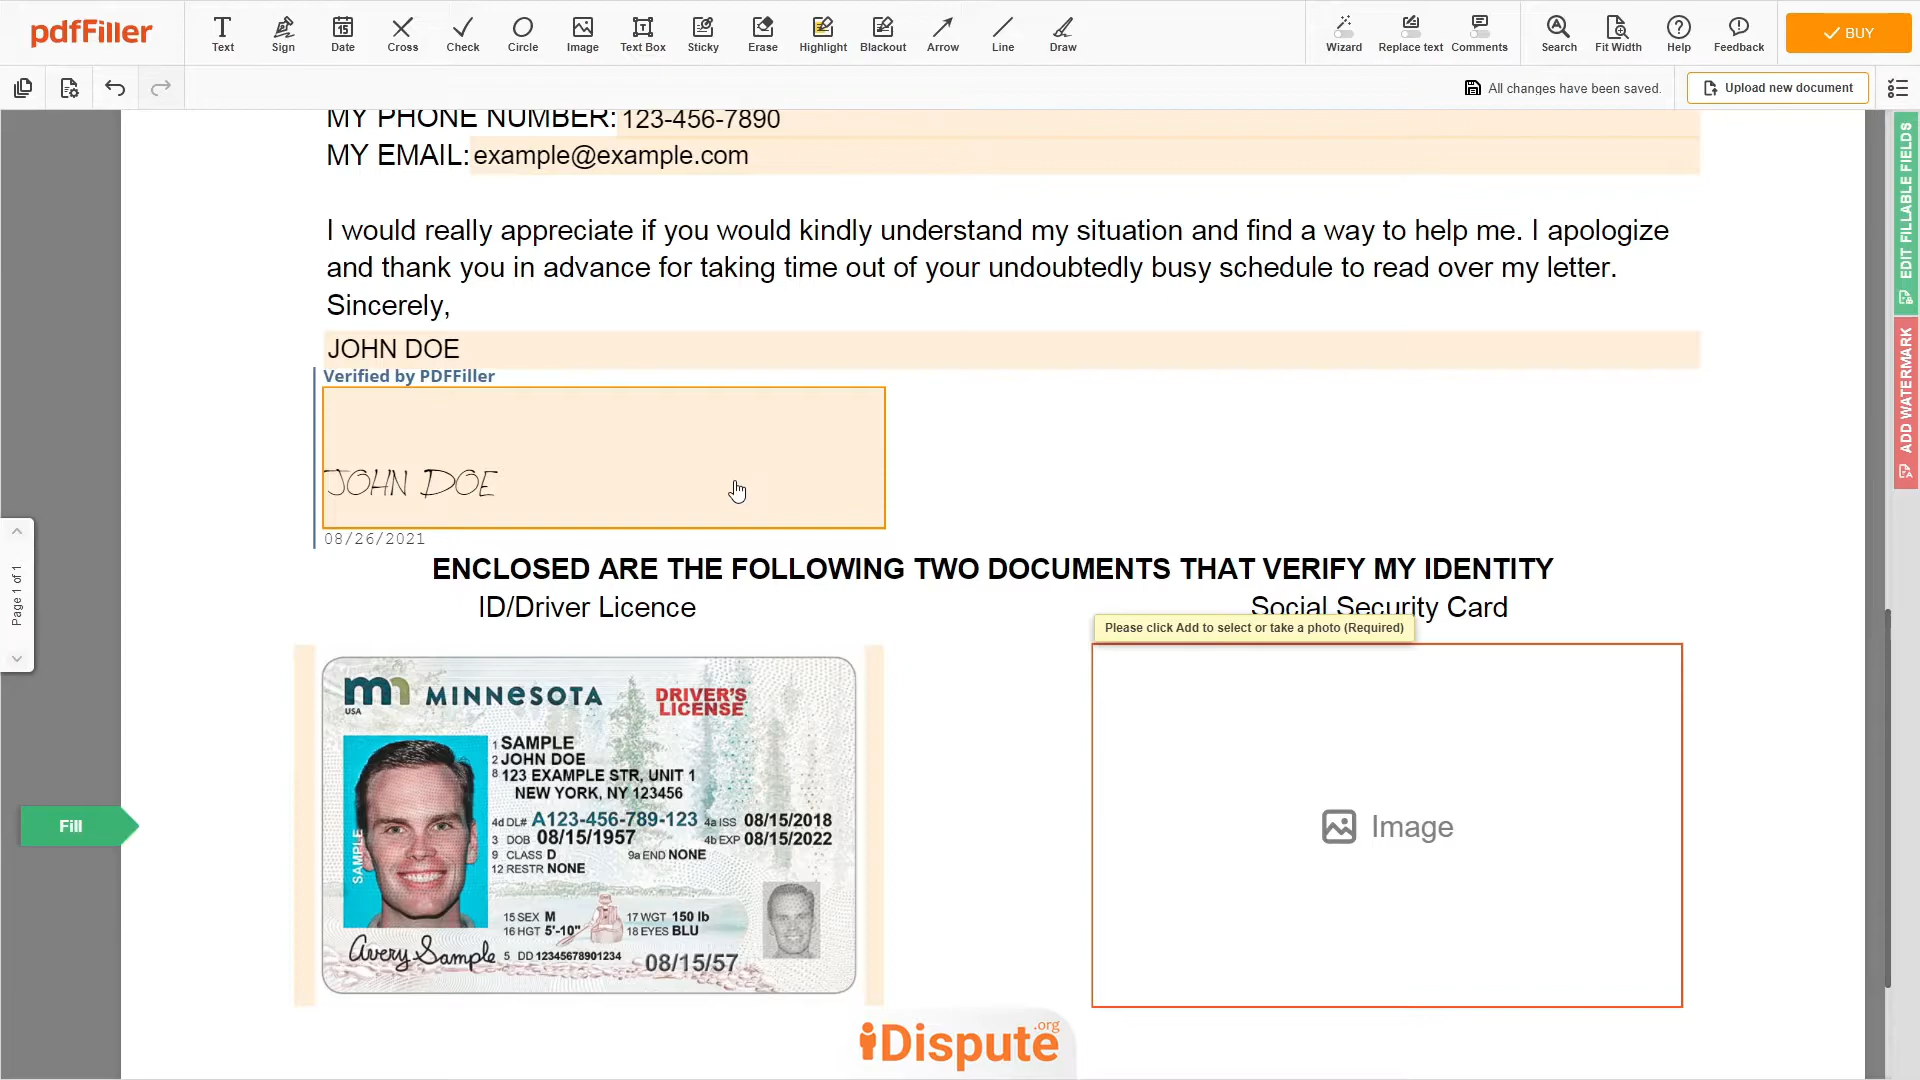 pdfFiller
Text
Sign
Date
Cross
Check
Circle
Image
Text Box
Sticky
Erase
Highlight
Blackout
Arrow
Line
Draw
Wizard
Replace text
Comments
Search
Fit Width
Help
Feedback
BUY
All changes have been saved.
Upload new document
MY PHONE NUMBER: 123-456-7890
MY EMAIL: example@example.com
I would really appreciate if you would kindly understand my situation and find a way to help me. I apologize
and thank you in advance for taking time out of your undoubtedly busy schedule to read over my letter.
Sincerely,
JOHN DOE
Verified by PDFFiller
JOHN DOE
08/26/2021
ENCLOSED ARE THE FOLLOWING TWO DOCUMENTS THAT VERIFY MY IDENTITY
ID/Driver Licence
Social Security Card
Please click Add to select or take a photo (Required)
mn
USA
MINNeSOTA
DRIVER'S
LICENSE
1 SAMPLE
2 JOHN DOE
8 123 EXAMPLE STR, UNIT 1
NEW YORK, NY 123456
4d DL# A123-456-789-123 4a ISS 08/15/2018
3 DOB 08/15/1957 4b EXP 08/15/2022
9 CLASS D 9a END NONE
12 RESTR NONE
15 SEX M 17 WGT 150 lb
16 HGT 5'-10" 18 EYES BLU
5 DD 12345678901234
08/15/57
SAMPLE
Avery Sample
Image
iDispute.org
Page 1 of 1
Fill
EDIT FILLABLE FIELDS
ADD WATERMARK